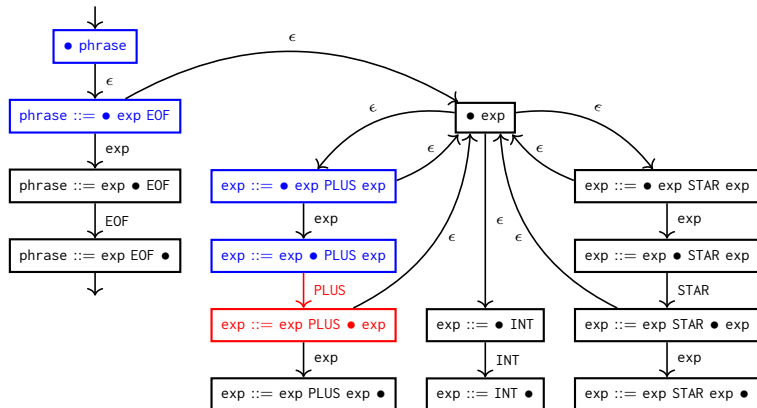 ● phrase
ϵ
ϵ
phrase ::= ● exp EOF
exp
phrase ::= exp ● EOF
EOF
phrase ::= exp EOF ●
● exp
ϵ
ϵ
ϵ
ϵ
exp ::= ● exp PLUS exp
exp
exp ::= exp ● PLUS exp
PLUS
exp ::= exp PLUS ● exp
exp
exp ::= exp PLUS exp ●
ϵ
ϵ
ϵ
exp ::= ● INT
INT
exp ::= INT ●
exp ::= ● exp STAR exp
exp
exp ::= exp ● STAR exp
STAR
exp ::= exp STAR ● exp
exp
exp ::= exp STAR exp ●